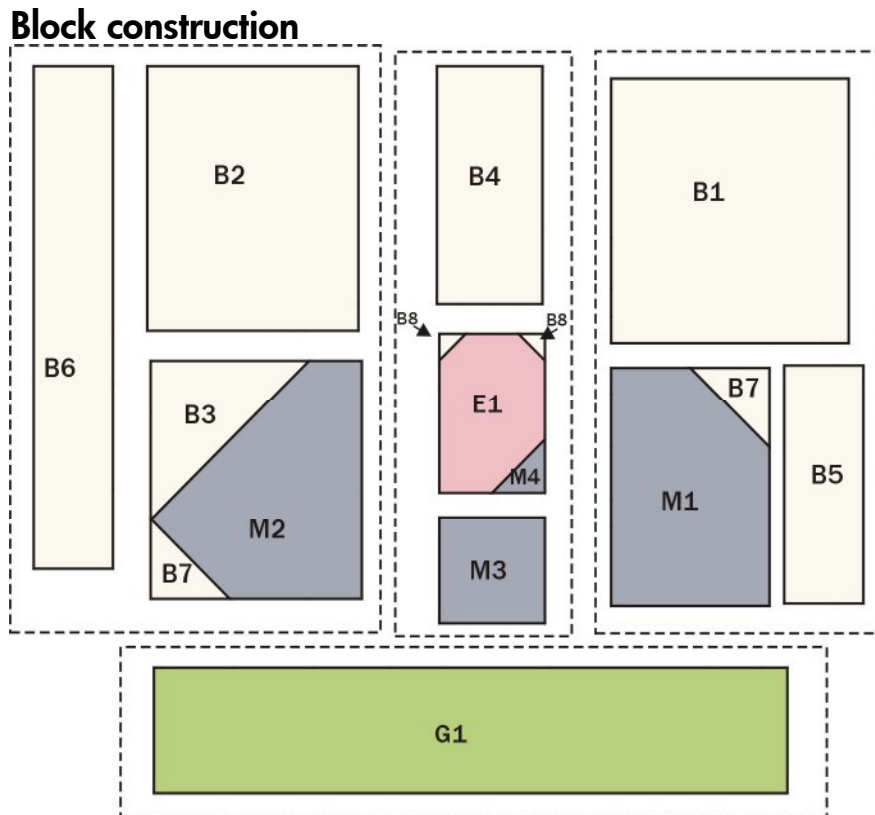 Block construction
B6
B2
B3
M2
B7
B4
B8
B8
E1
M4
M3
B1
M1
B7
B5
G1